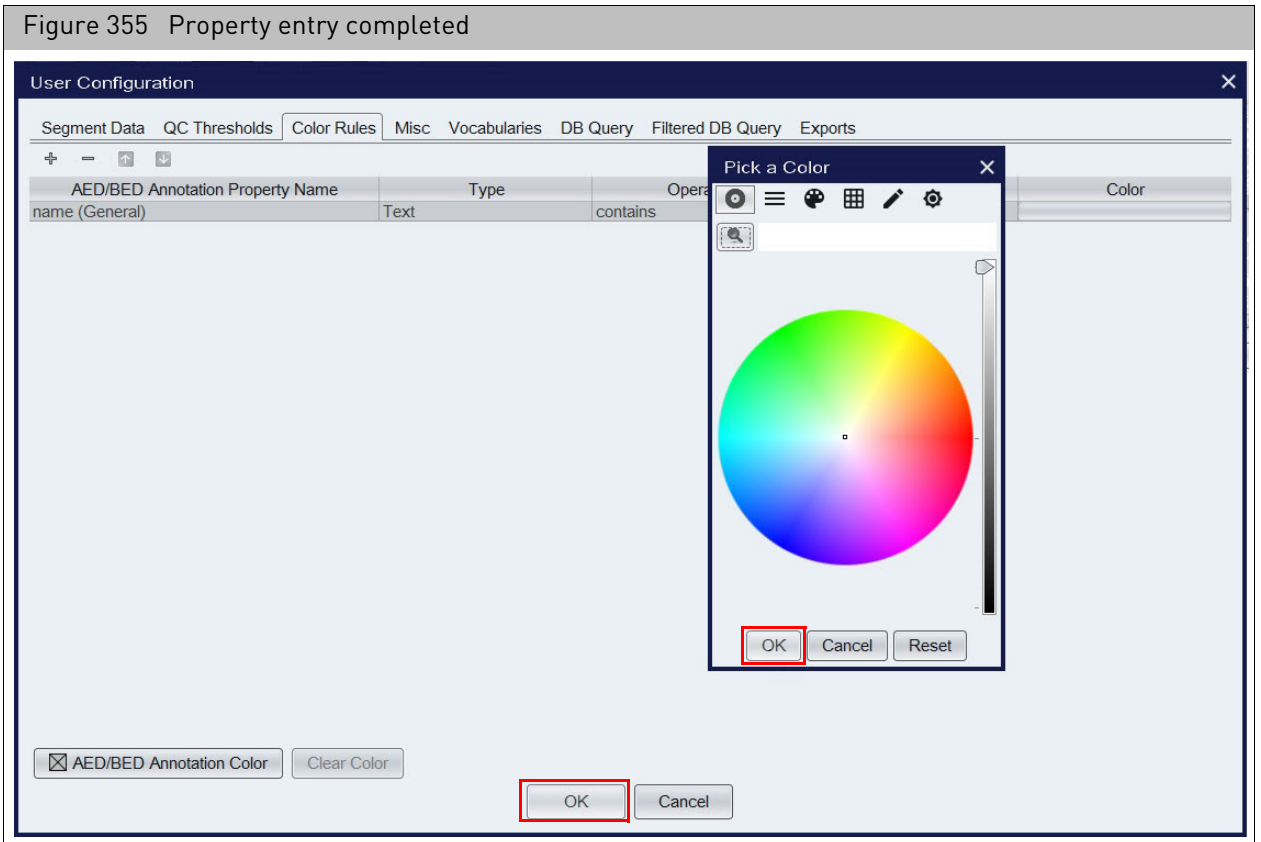 Figure 355 Property entry completed
User Configuration
Segment Data QC Thresholds Color Rules Misc Vocabularies DB Query Filtered DB Query Exports
Pick a Color
AED/BED Annotation Property Name Type Opera Color
name (General) Text contains
OK Cancel Reset
AED/BED Annotation Color Clear Color
OK Cancel